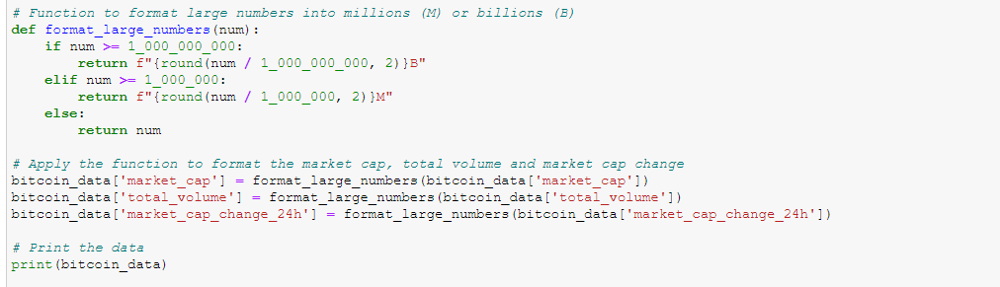 # Function to format large numbers into millions (M) or billions (B)
def format_large_numbers(num):
    if num >= 1_000_000_000:
        return f"{round(num / 1_000_000_000, 2)}B"
    elif num >= 1_000_000:
        return f"{round(num / 1_000_000, 2)}M"
    else:
        return num

# Apply the function to format the market cap, total volume and market cap change
bitcoin_data['market_cap'] = format_large_numbers(bitcoin_data['market_cap'])
bitcoin_data['total_volume'] = format_large_numbers(bitcoin_data['total_volume'])
bitcoin_data['market_cap_change_24h'] = format_large_numbers(bitcoin_data['market_cap_change_24h'])

# Print the data
print(bitcoin_data)